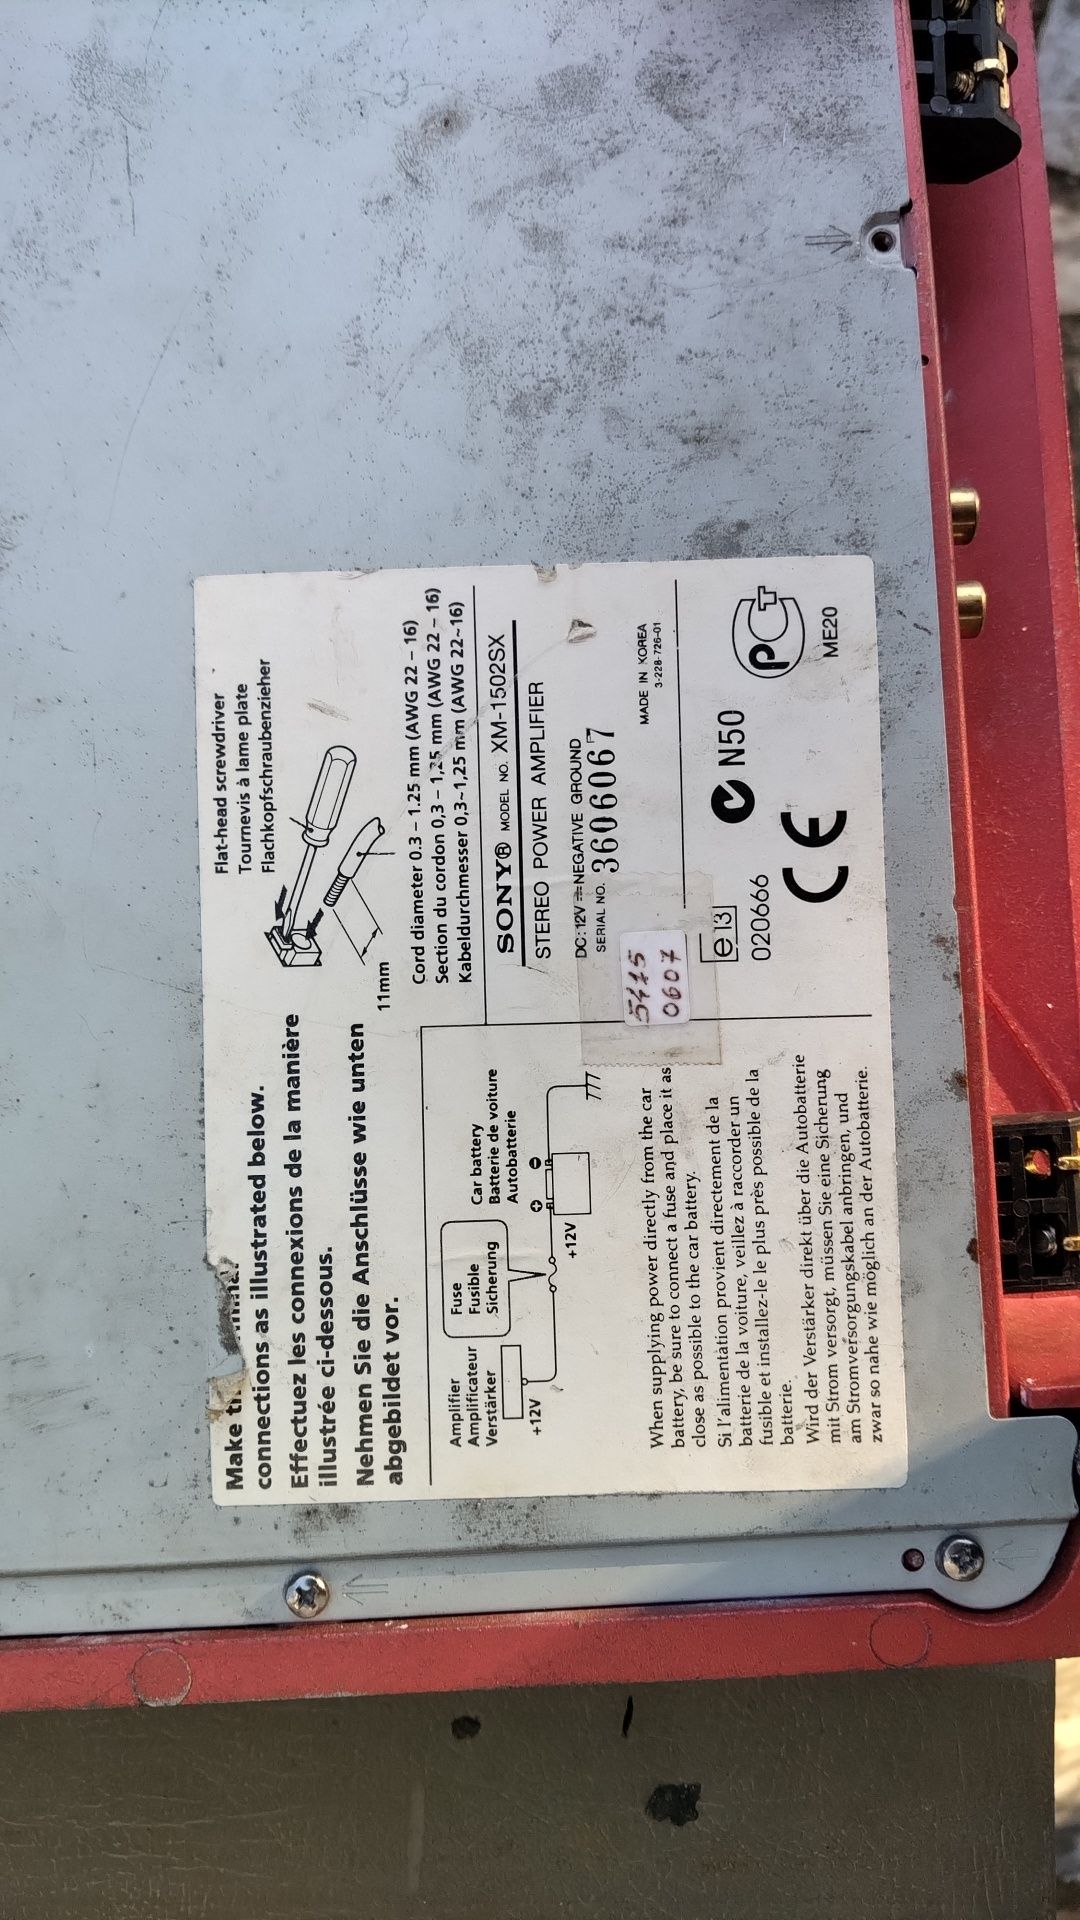 Make
connections as illustrated below.
Effectuez les connexions de la manière
illustrée ci-dessous.
Nehmen Sie die Anschlüsse wie unten
abgebildet vor.
Flat-head screwdriver
Tournevis à lame plate
Flachkopfschraubenzieher
11mm
Cord diameter 0.3 – 1.25 mm (AWG 22 – 16)
Section du cordon 0,3 – 1,25 mm (AWG 22 – 16)
Kabeldurchmesser 0,3~1,25 mm (AWG 22~16)
Amplifier
Amplificateur
Verstärker
Fuse
Fusible
Sicherung
Car battery
Batterie de voiture
Autobatterie
+12V
+12V
When supplying power directly from the car
battery, be sure to connect a fuse and place it as
close as possible to the car battery.
Si l'alimentation provient directement de la
batterie de la voiture, veillez à raccorder un
fusible et installez-le le plus près possible de la
batterie.
Wird der Verstärker direkt über die Autobatterie
mit Strom versorgt, müssen Sie eine Sicherung
am Stromversorgungskabel anbringen, und
zwar so nahe wie möglich an der Autobatterie.
SONY® MODEL NO. XM-1502SX
STEREO POWER AMPLIFIER
DC:12V ⎓ NEGATIVE GROUND
SERIAL NO. 3606067
MADE IN KOREA
3-228-726-01
0607
e13
020666
N50
CE
PCT
ME20